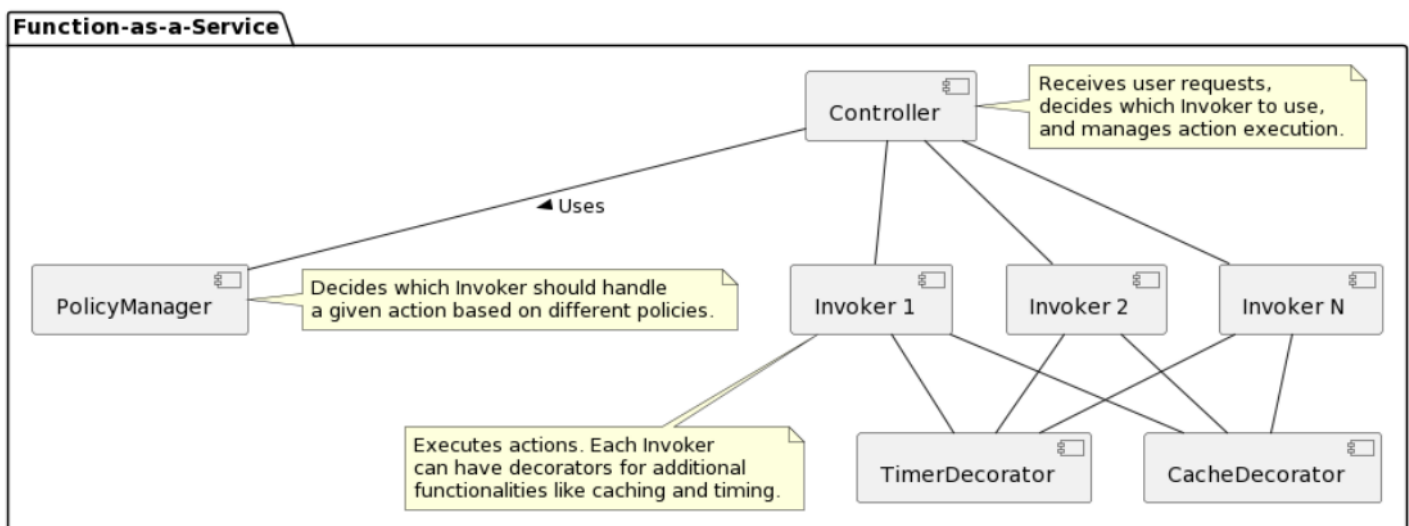 Function-as-a-Service
Controller
Receives user requests,
decides which Invoker to use,
and manages action execution.
Uses
PolicyManager
Decides which Invoker should handle
a given action based on different policies.
Invoker 1
Invoker 2
Invoker N
Executes actions. Each Invoker
can have decorators for additional
functionalities like caching and timing.
TimerDecorator
CacheDecorator